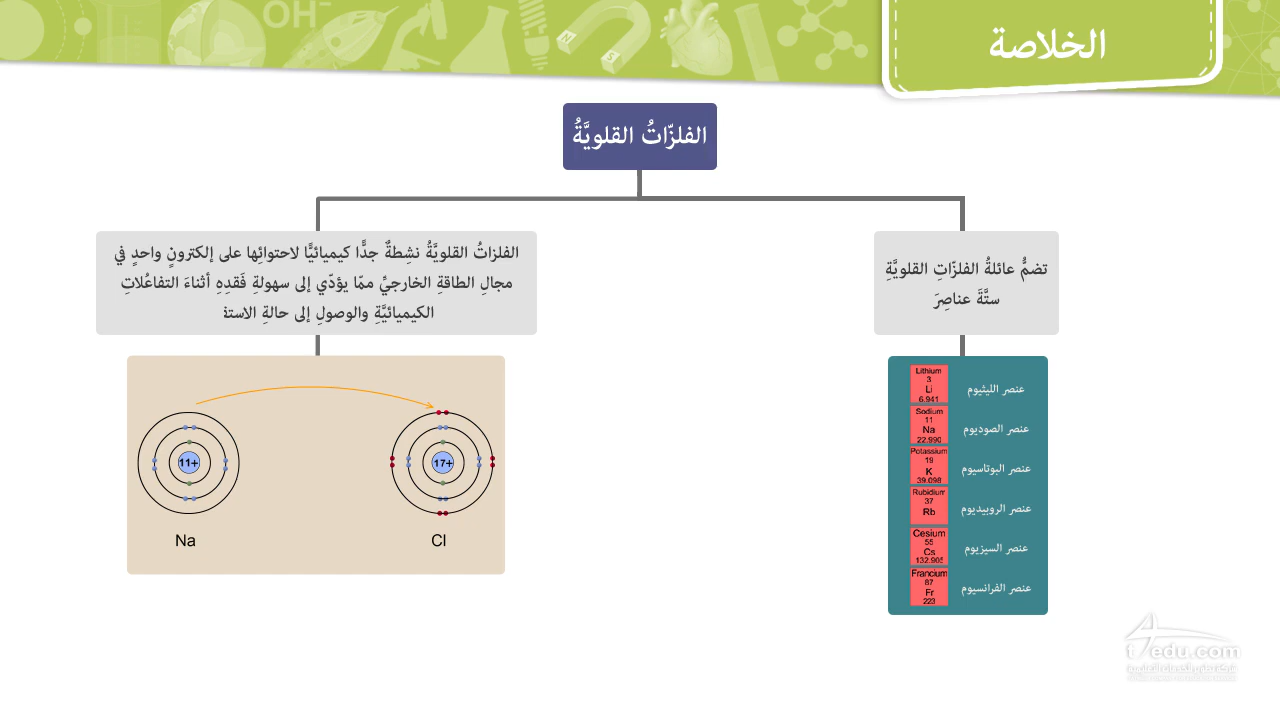 OH⁻
الخلاصة
الفلزّاتُ القلويَّةُ
تضمُّ عائلةُ الفلزّاتِ القلويَّةِ
ستَّةَ عناصِرَ
Lithium
3
Li
6.941
عنصر الليثيوم
Sodium
11
Na
22.990
عنصر الصوديوم
Potassium
19
K
39.098
عنصر البوتاسيوم
Rubidium
37
Rb
عنصر الروبيديوم
Cesium
55
Cs
132.905
عنصر السيزيوم
Francium
87
Fr
223
عنصر الفرانسيوم
الفلزاتُ القلويَّةُ نشِطةٌ جدًّا كيميائيًّا لاحتوائِها على إلكترونٍ واحدٍ في
مجالِ الطاقةِ الخارجيِّ ممّا يؤدّي إلى سهولةِ فَقدِهِ أثناءَ التفاعُلاتِ
الكيميائيَّةِ والوصولِ إلى حالةِ الاستق
11+
17+
Na
Cl
t4edu.com